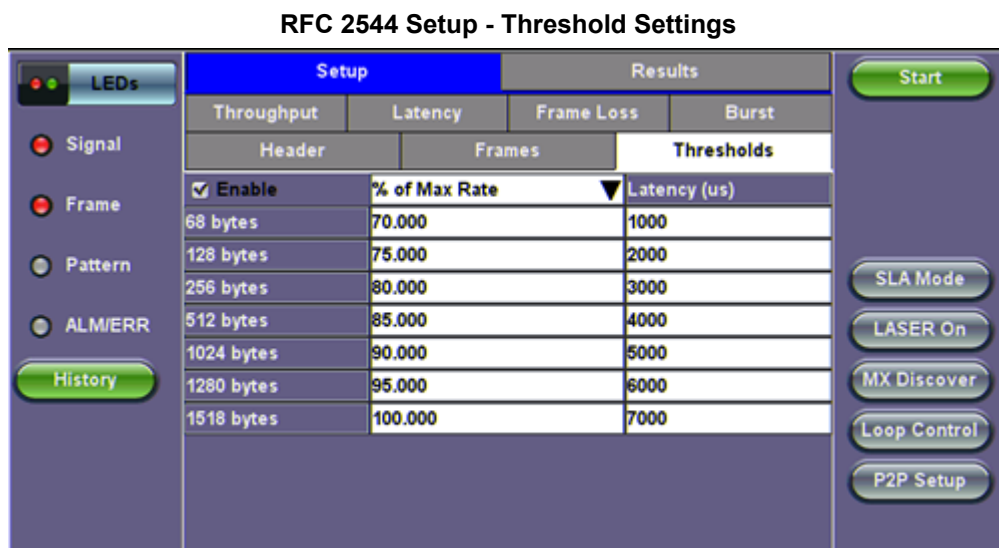 RFC 2544 Setup - Threshold Settings
LEDs
Setup
Results
Start
Throughput
Latency
Frame Loss
Burst
Signal
Header
Frames
Thresholds
Enable
% of Max Rate
Latency (us)
Frame
68 bytes
70.000
1000
128 bytes
75.000
2000
Pattern
256 bytes
80.000
3000
SLA Mode
512 bytes
85.000
4000
ALM/ERR
LASER On
1024 bytes
90.000
5000
History
1280 bytes
95.000
6000
MX Discover
1518 bytes
100.000
7000
Loop Control
P2P Setup